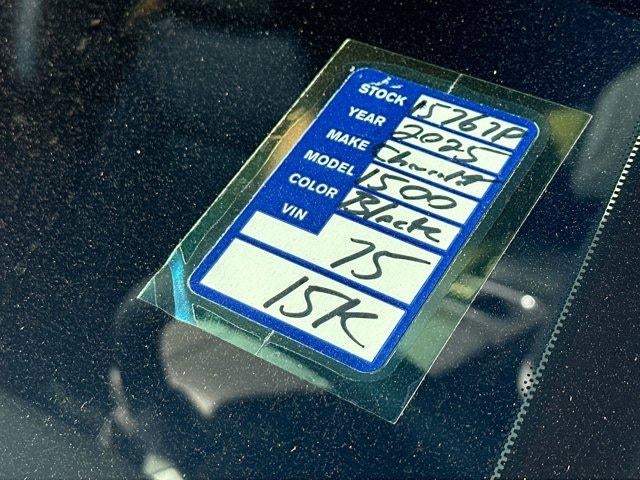 STOCK 15767P
YEAR 2025
MAKE Chevrolet
MODEL 1500
COLOR Black
VIN
75
15K